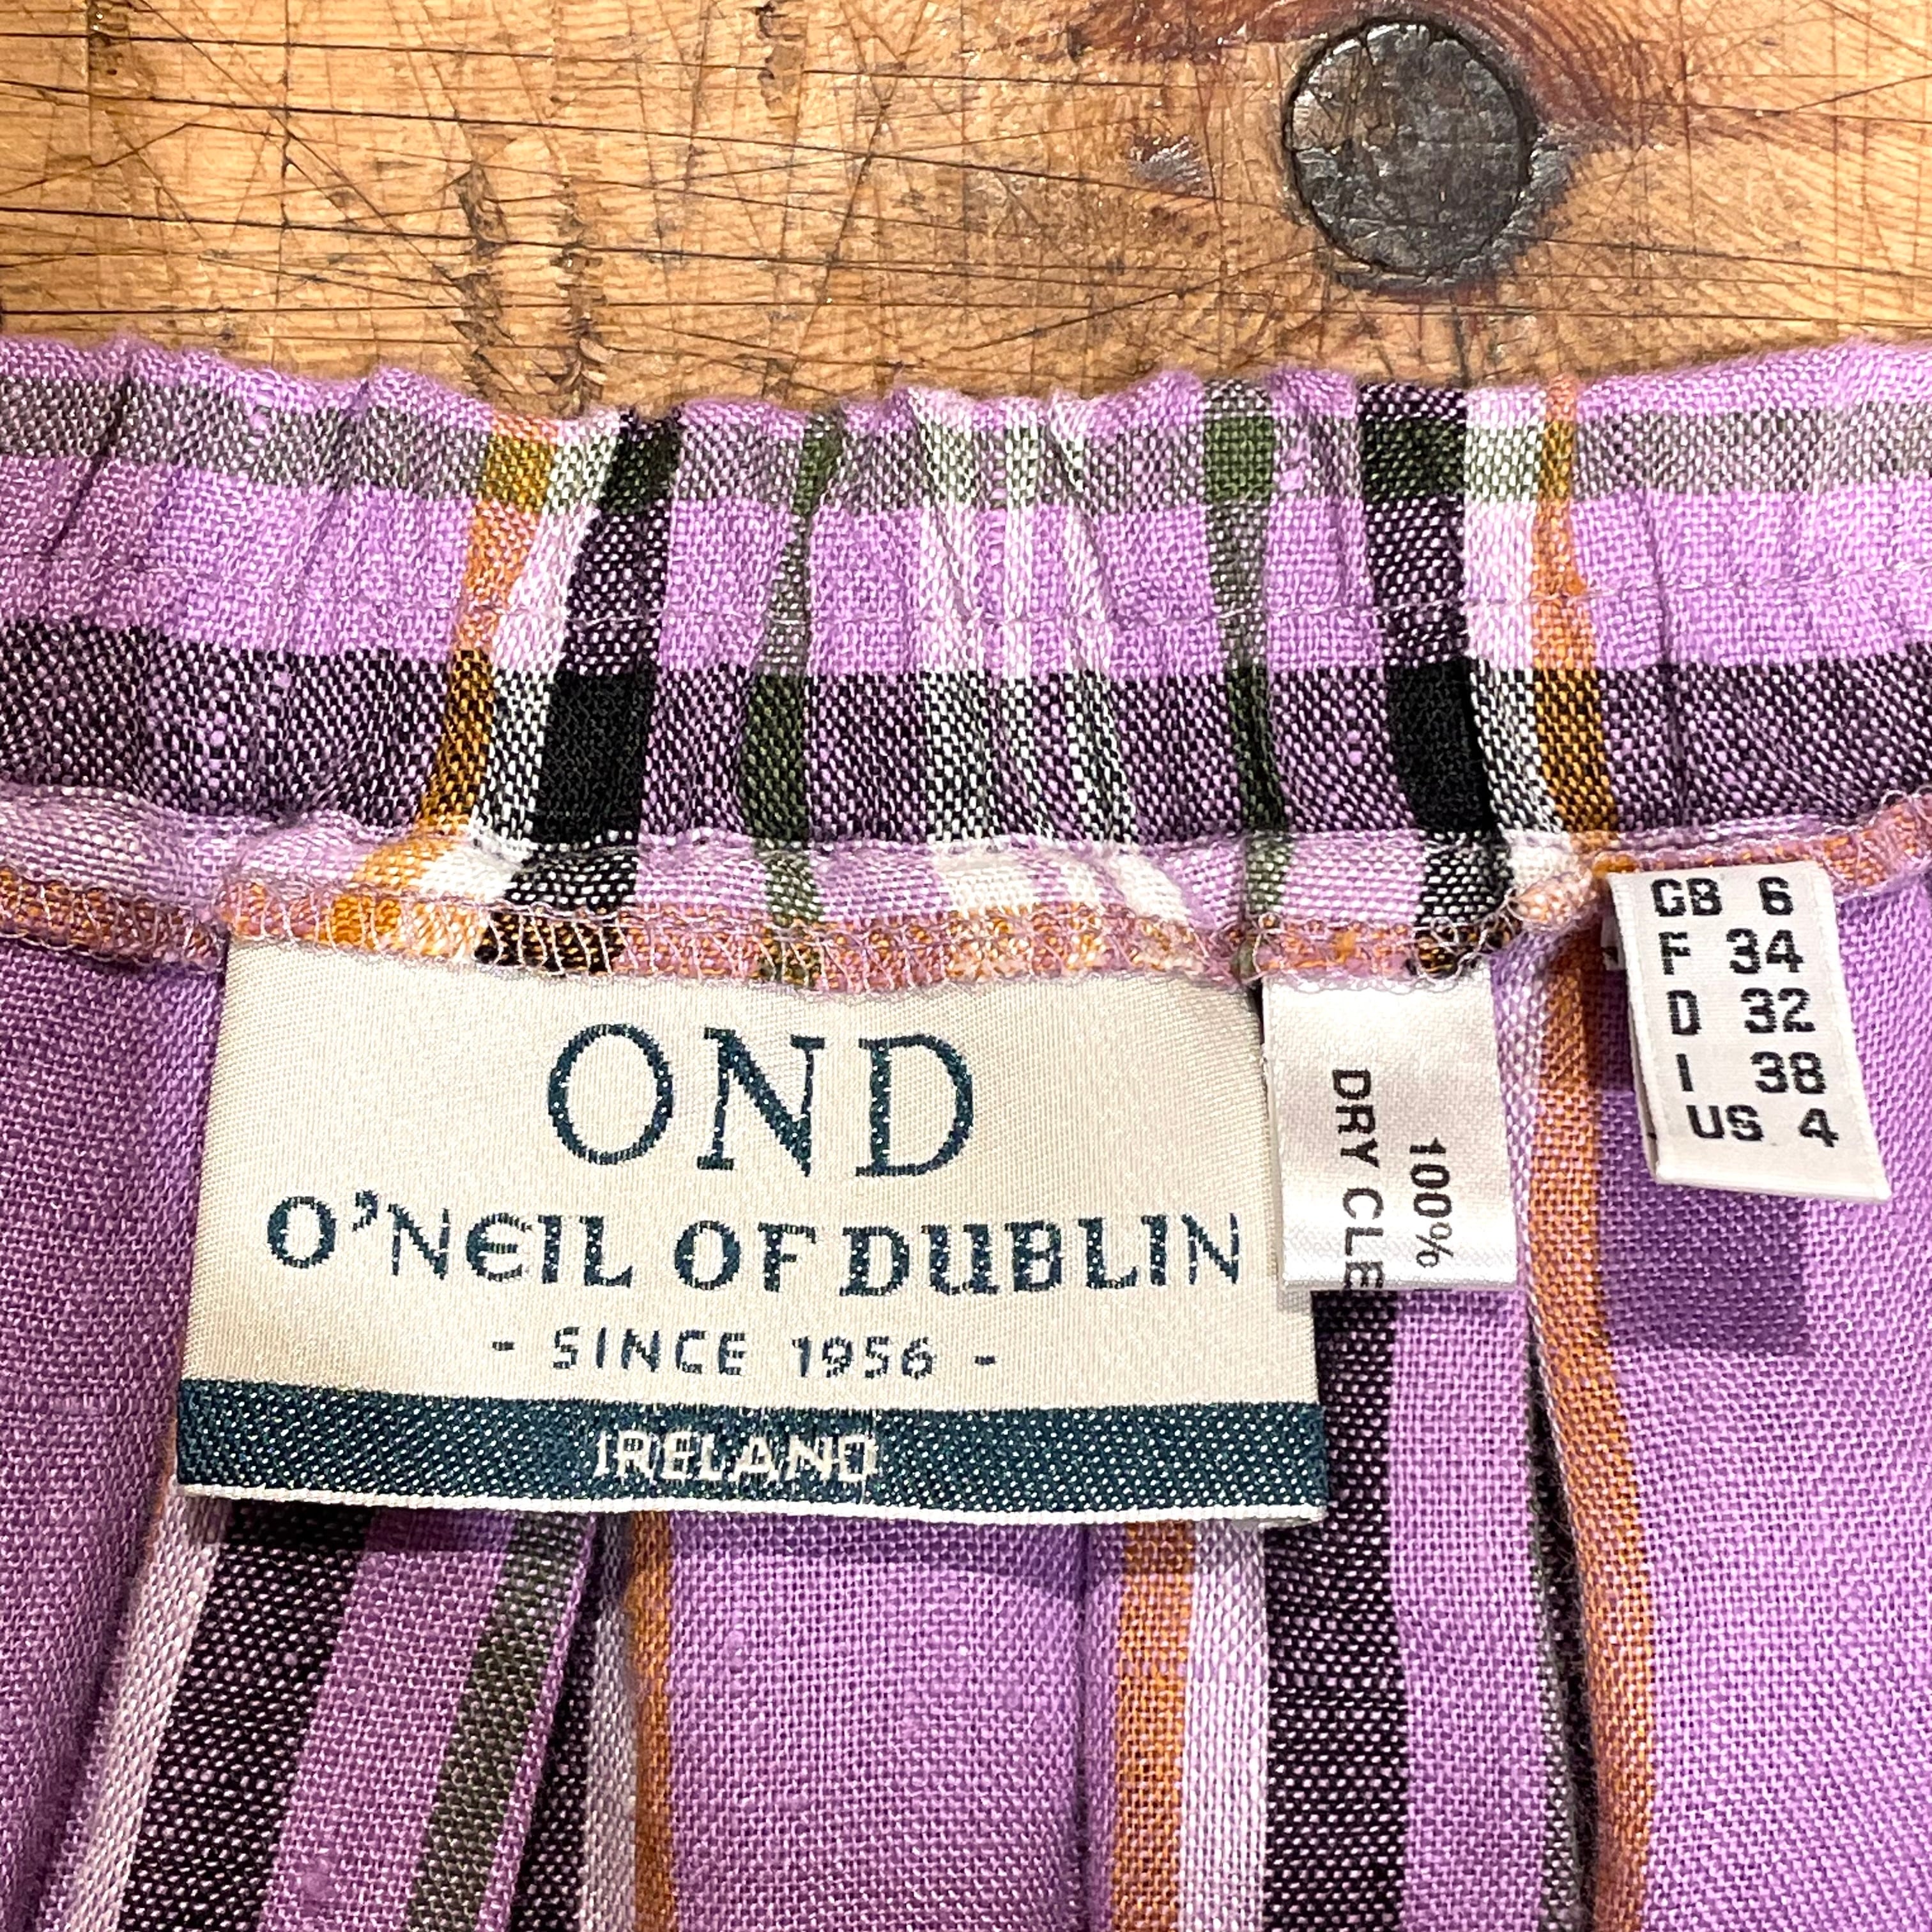 OND
O'NEIL OF DUBLIN
- SINCE 1956 -
IRELAND
100%
DRY CLE
GB 6
F 34
D 32
I 38
US 4